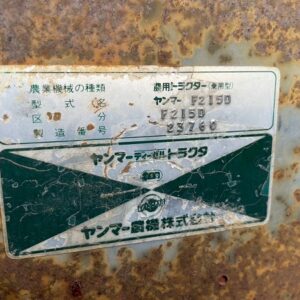 農業機械の種類 農用トラクター(乗用型)
型式名 ヤンマー F215D
区分 F215D
製造番号 23760
ヤンマーディーゼルトラクタ
ヤンマー農機株式会社